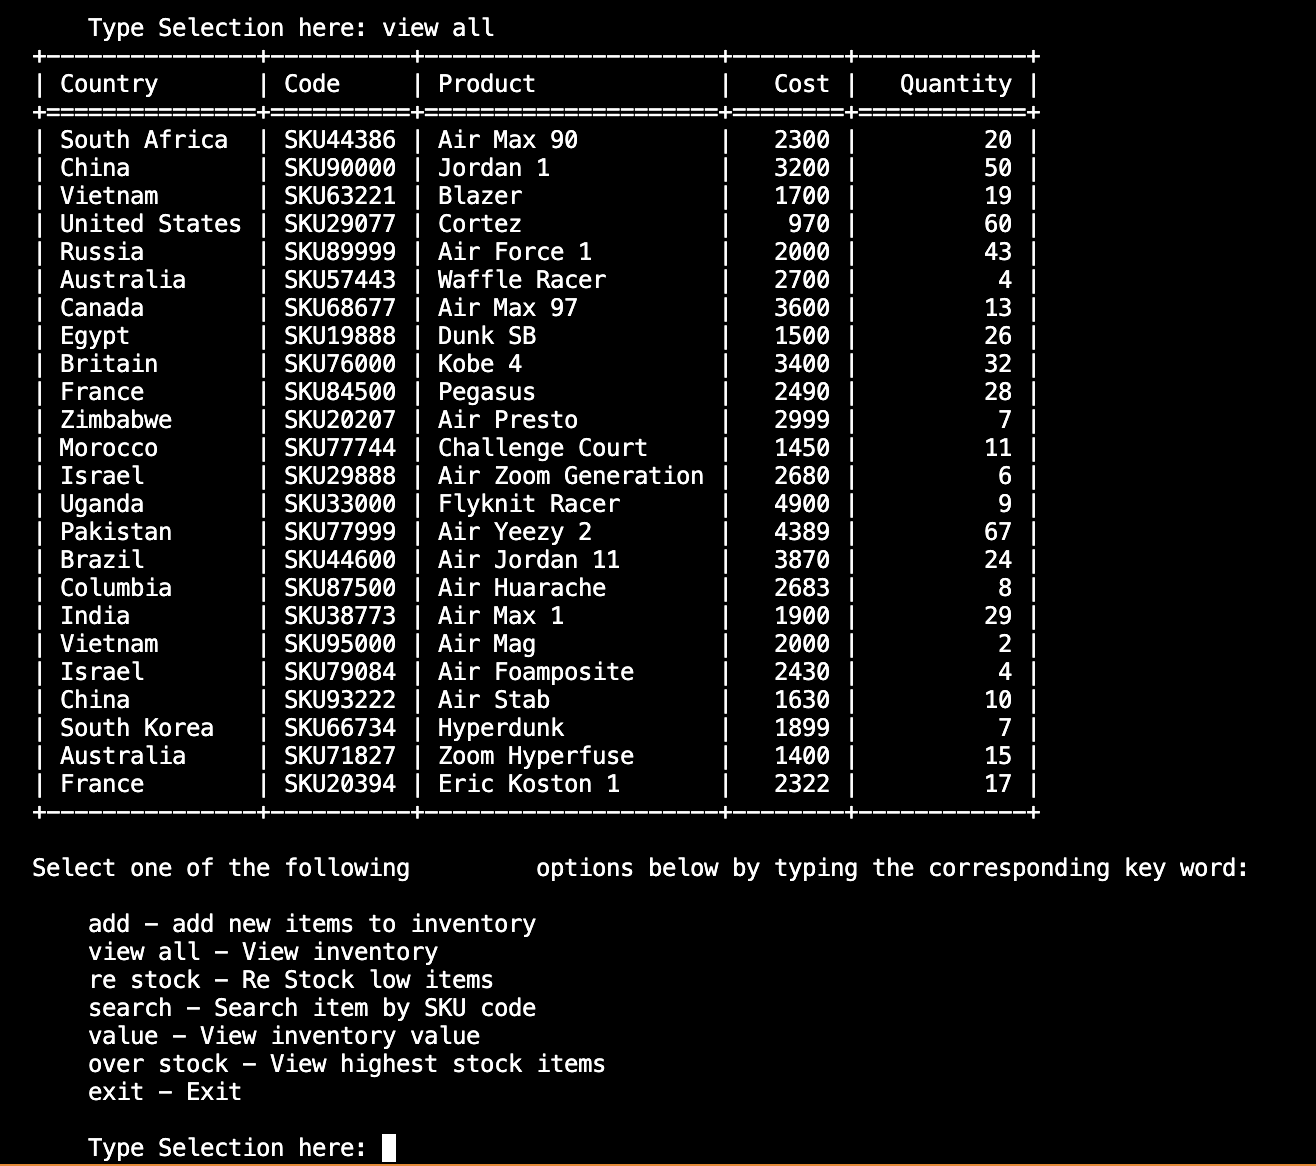 Type Selection here: view all
+---------------+----------+---------------------+--------+------------+
| Country       | Code     | Product             |   Cost |   Quantity |
+===============+==========+=====================+========+============+
| South Africa  | SKU44386 | Air Max 90          |   2300 |         20 |
| China         | SKU90000 | Jordan 1            |   3200 |         50 |
| Vietnam       | SKU63221 | Blazer              |   1700 |         19 |
| United States | SKU29077 | Cortez              |    970 |         60 |
| Russia        | SKU89999 | Air Force 1         |   2000 |         43 |
| Australia     | SKU57443 | Waffle Racer        |   2700 |          4 |
| Canada        | SKU68677 | Air Max 97          |   3600 |         13 |
| Egypt         | SKU19888 | Dunk SB             |   1500 |         26 |
| Britain       | SKU76000 | Kobe 4              |   3400 |         32 |
| France        | SKU84500 | Pegasus             |   2490 |         28 |
| Zimbabwe      | SKU20207 | Air Presto          |   2999 |          7 |
| Morocco       | SKU77744 | Challenge Court     |   1450 |         11 |
| Israel        | SKU29888 | Air Zoom Generation |   2680 |          6 |
| Uganda        | SKU33000 | Flyknit Racer       |   4900 |          9 |
| Pakistan      | SKU77999 | Air Yeezy 2         |   4389 |         67 |
| Brazil        | SKU44600 | Air Jordan 11       |   3870 |         24 |
| Columbia      | SKU87500 | Air Huarache        |   2683 |          8 |
| India         | SKU38773 | Air Max 1           |   1900 |         29 |
| Vietnam       | SKU95000 | Air Mag             |   2000 |          2 |
| Israel        | SKU79084 | Air Foamposite      |   2430 |          4 |
| China         | SKU93222 | Air Stab            |   1630 |         10 |
| South Korea   | SKU66734 | Hyperdunk           |   1899 |          7 |
| Australia     | SKU71827 | Zoom Hyperfuse      |   1400 |         15 |
| France        | SKU20394 | Eric Koston 1       |   2322 |         17 |
+---------------+----------+---------------------+--------+------------+
Select one of the following         options below by typing the corresponding key word:
add - add new items to inventory
view all - View inventory
re stock - Re Stock low items
search - Search item by SKU code
value - View inventory value
over stock - View highest stock items
exit - Exit
Type Selection here: